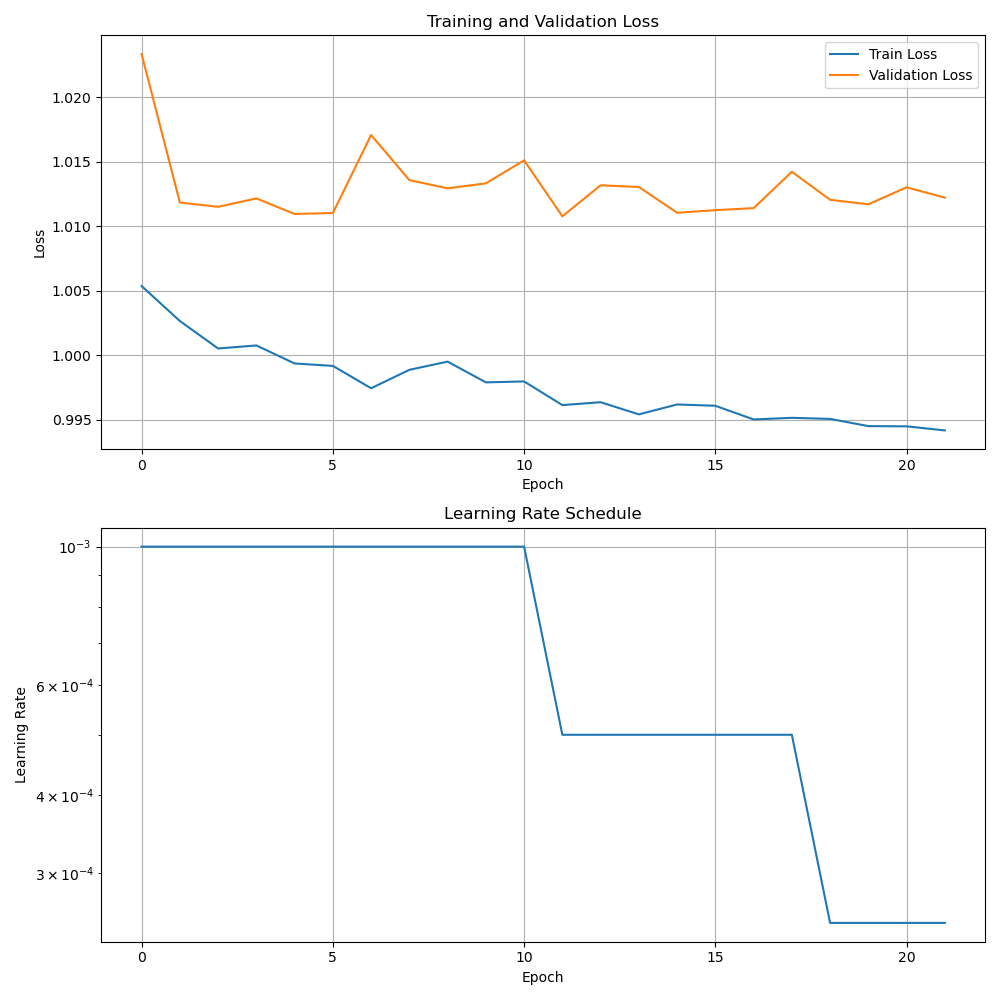 Training and Validation Loss
Train Loss
Validation Loss
1.020
1.015
1.010
1.005
1.000
0.995
Loss
0 5 10 15 20
Epoch
Learning Rate Schedule
10⁻³
6 × 10⁻⁴
4 × 10⁻⁴
3 × 10⁻⁴
Learning Rate
0 5 10 15 20
Epoch